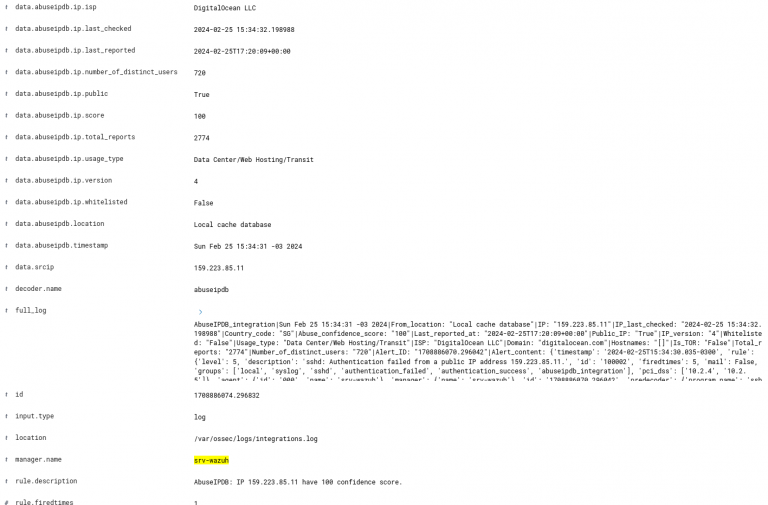 t data.abuseipdb.ip.isp DigitalOcean LLC
t data.abuseipdb.ip.last_checked 2024-02-25 15:34:32.198988
t data.abuseipdb.ip.last_reported 2024-02-25T17:20:09+00:00
t data.abuseipdb.ip.number_of_distinct_users 720
t data.abuseipdb.ip.public True
t data.abuseipdb.ip.score 100
t data.abuseipdb.ip.total_reports 2774
t data.abuseipdb.ip.usage_type Data Center/Web Hosting/Transit
t data.abuseipdb.ip.version 4
t data.abuseipdb.ip.whitelisted False
t data.abuseipdb.location Local cache database
t data.abuseipdb.timestamp Sun Feb 25 15:34:31 -03 2024
t data.srcip 159.223.85.11
t decoder.name abuseipdb
t full_log
AbuseIPDB_integration|Sun Feb 25 15:34:31 -03 2024|From_location: "Local cache database"|IP: "159.223.85.11"|IP_last_checked: "2024-02-25 15:34:32.
198988"|Country_code: "SG"|Abuse_confidence_score: "100"|Last_reported_at: "2024-02-25T17:20:09+00:00"|Public_IP: "True"|IP_version: "4"|Whiteliste
d: "False"|Usage_type: "Data Center/Web Hosting/Transit"|ISP: "DigitalOcean LLC"|Domain: "digitalocean.com"|Hostnames: "[]"|Is_TOR: "False"|Total_r
eports: "2774"|Number_of_distinct_users: "720"|Alert_ID: "1708886070.296042"|Alert_content: {'timestamp': '2024-02-25T15:34:30.035-0300', 'rule':
{'level': 5, 'description': 'sshd: Authentication failed from a public IP address 159.223.85.11.', 'id': '100002', 'firedtimes': 5, 'mail': False,
'groups': ['local', 'syslog', 'sshd', 'authentication_failed', 'authentication_success', 'abuseipdb_integration'], 'pci_dss': ['10.2.4', '10.2.
5']}, 'agent': {'id': '000', 'name': 'srv-wazuh'}, 'manager': {'name': 'srv-wazuh'}, 'id': '1708886070.296042', 'predecoder': {'program_name': 'ssh
t id 1708886074.296832
t input.type log
t location /var/ossec/logs/integrations.log
t manager.name srv-wazuh
t rule.description AbuseIPDB: IP 159.223.85.11 have 100 confidence score.
# rule.firedtimes 1